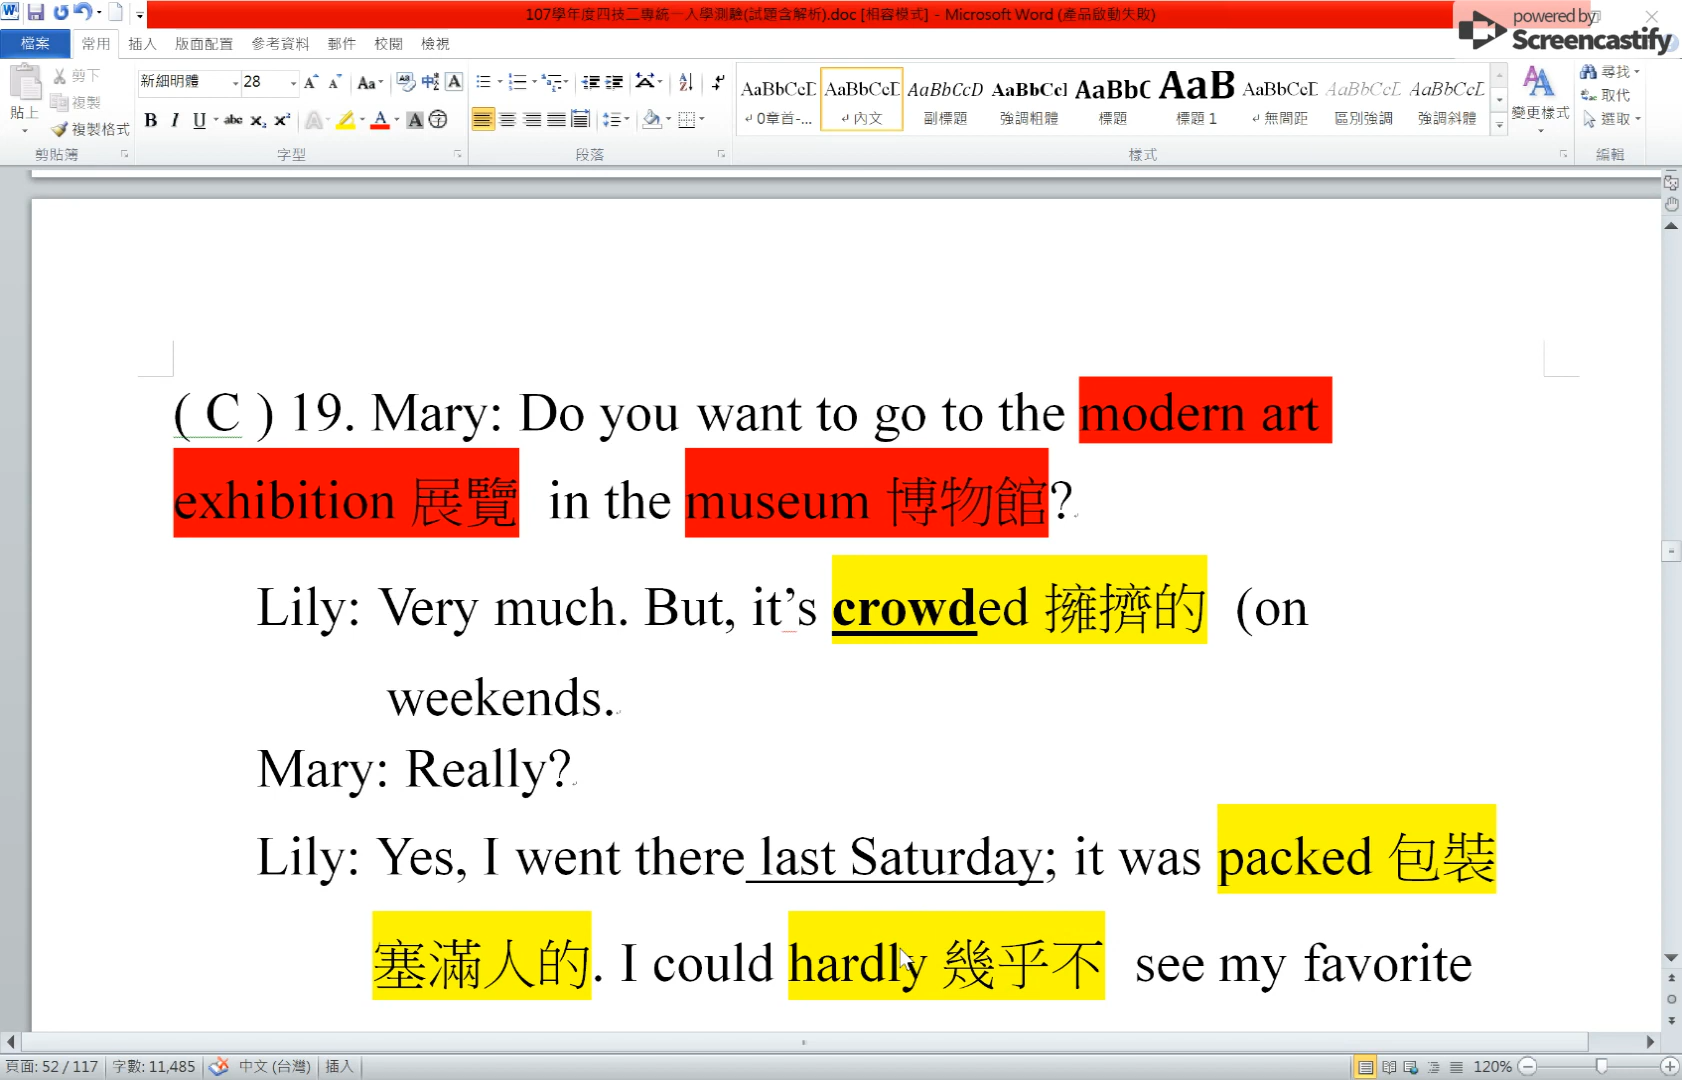 107學年度四技二專統一入學測驗(試題含解析).doc [相容模式] - Microsoft Word (產品啟動失敗)
powered by
Screencastify
檔案 常用 插入 版面配置 參考資料 郵件 校閱 檢視
貼上 剪下 複製 複製格式
新細明體 28
AaBbCcD AaBbCcD AaBbCcD AaBbCcI AaBbC AaB AaBbCcD AaBbCcD AaBbCcD
0章首-... 內文 副標題 強調粗體 標題 標題 1 無間距 區別強調 強調斜體
變更樣式 尋找 取代 選取
剪貼簿 字型 段落 樣式 編輯
( C ) 19. Mary: Do you want to go to the modern art
exhibition 展覽 in the museum 博物館?
Lily: Very much. But, it’s crowded 擁擠的 (on
weekends.
Mary: Really?
Lily: Yes, I went there last Saturday; it was packed 包裝
塞滿人的. I could hardly 幾乎不 see my favorite
頁面: 52 / 117 字數: 11,485 中文 (台灣) 插入 120%